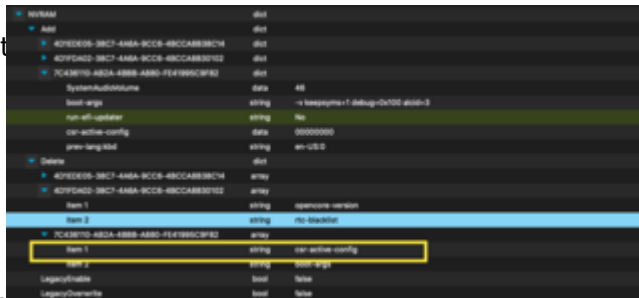 t
NVRAM dict
Add dict
4D1EDE05-38C7-4A6A-9CC6-4BCCA8B38C14 dict
4D1FDA02-38C7-4A6A-9CC6-4BCCA8B30102 dict
7C436110-AB2A-4BBB-A880-FE41995C9F82 dict
SystemAudioVolume data 46
boot-args string -v keepsyms=1 debug=0x100 alcid=3
run-efi-updater string No
csr-active-config data 00000000
prev-lang:kbd string en-US:0
Delete dict
4D1EDE05-38C7-4A6A-9CC6-4BCCA8B38C14 array
4D1FDA02-38C7-4A6A-9CC6-4BCCA8B30102 array
Item 1 string opencore-version
Item 2 string rtc-blacklist
7C436110-AB2A-4BBB-A880-FE41995C9F82 array
Item 1 string csr-active-config
Item 2 string boot-args
LegacyEnable bool false
LegacyOverwrite bool false